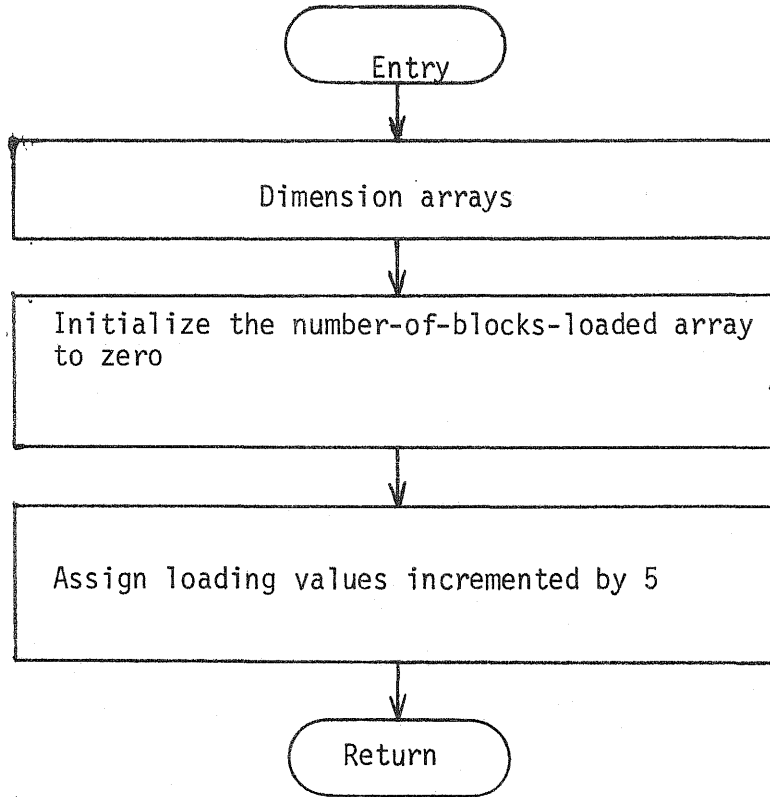 Entry
Dimension arrays
Initialize the number-of-blocks-loaded array
to zero
Assign loading values incremented by 5
Return